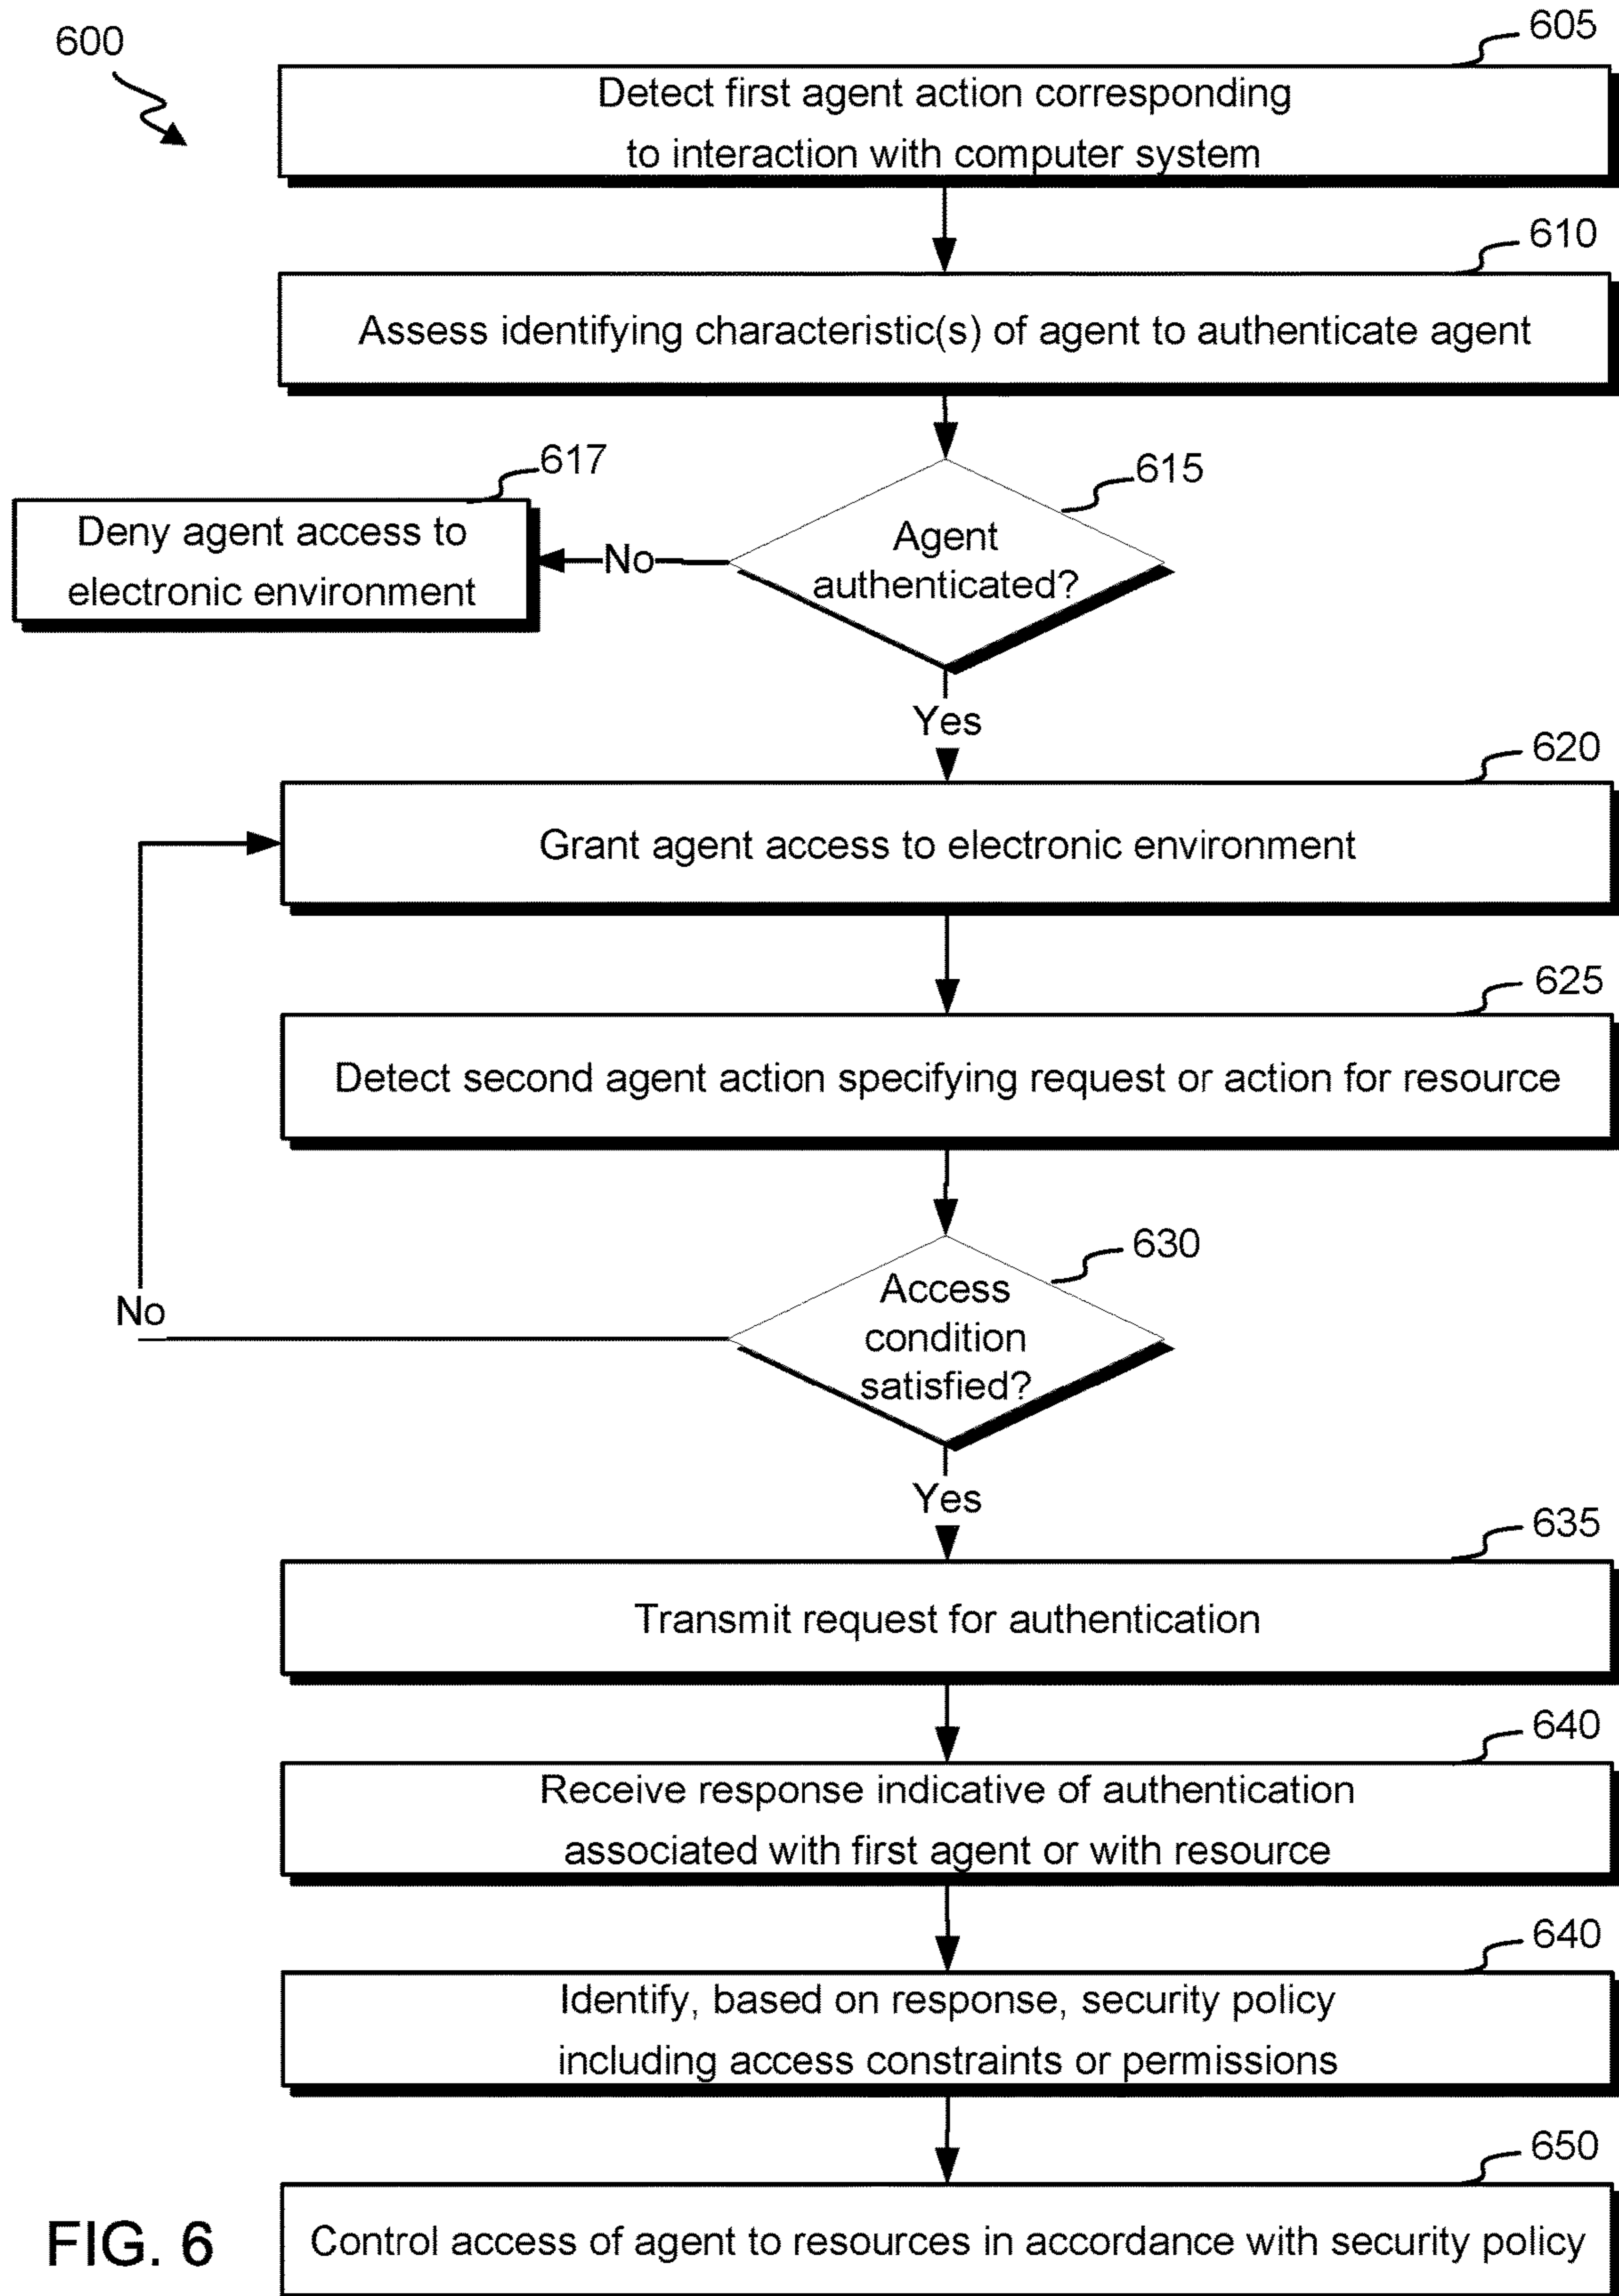 600
605
Detect first agent action corresponding
to interaction with computer system
610
Assess identifying characteristic(s) of agent to authenticate agent
617
Deny agent access to
electronic environment
No
615
Agent
authenticated?
Yes
620
Grant agent access to electronic environment
625
Detect second agent action specifying request or action for resource
630
Access
condition
satisfied?
No
Yes
635
Transmit request for authentication
640
Receive response indicative of authentication
associated with first agent or with resource
640
Identify, based on response, security policy
including access constraints or permissions
650
Control access of agent to resources in accordance with security policy
FIG. 6